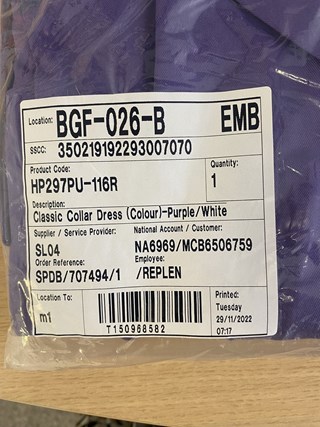 Location: BGF-026-B EMB
SSCC: 350219192293007070
Product Code: Quantity:
HP297PU-116R 1
Description:
Classic Collar Dress (Colour)-Purple/White
Supplier / Service Provider: National Account / Customer:
SL04 NA6969/MCB6506759
Order Reference: Employee:
SPDB/707494/1 /REPLEN
Location To: Printed:
m1 Tuesday
29/11/2022
T150968582 07:17